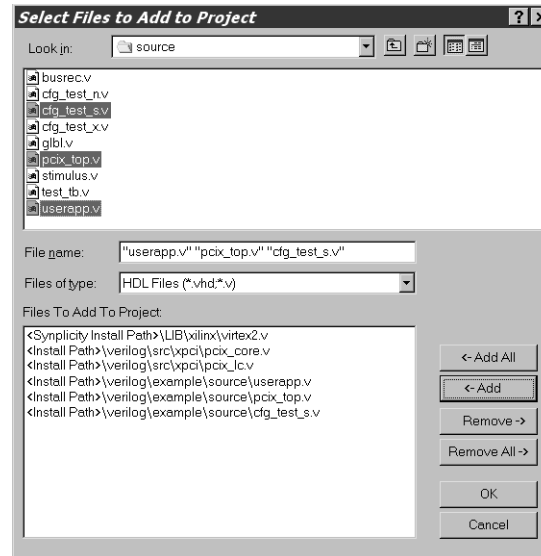 Select Files to Add to Project
Look in:
source
busrec.v
cfg_test_n.v
cfg_test_s.v
cfg_test_x.v
glbl.v
pcix_top.v
stimulus.v
test_tb.v
userapp.v
File name:
"userapp.v" "pcix_top.v" "cfg_test_s.v"
Files of type:
HDL Files (*.vhd;*.v)
Files To Add To Project:
<Synplicity Install Path>\LIB\xilinx\virtex2.v
<Install Path>\verilog\src\xpci\pcix_core.v
<Install Path>\verilog\src\xpci\pcix_lc.v
<Install Path>\verilog\example\source\userapp.v
<Install Path>\verilog\example\source\pcix_top.v
<Install Path>\verilog\example\source\cfg_test_s.v
<- Add All
<- Add
Remove ->
Remove All ->
OK
Cancel